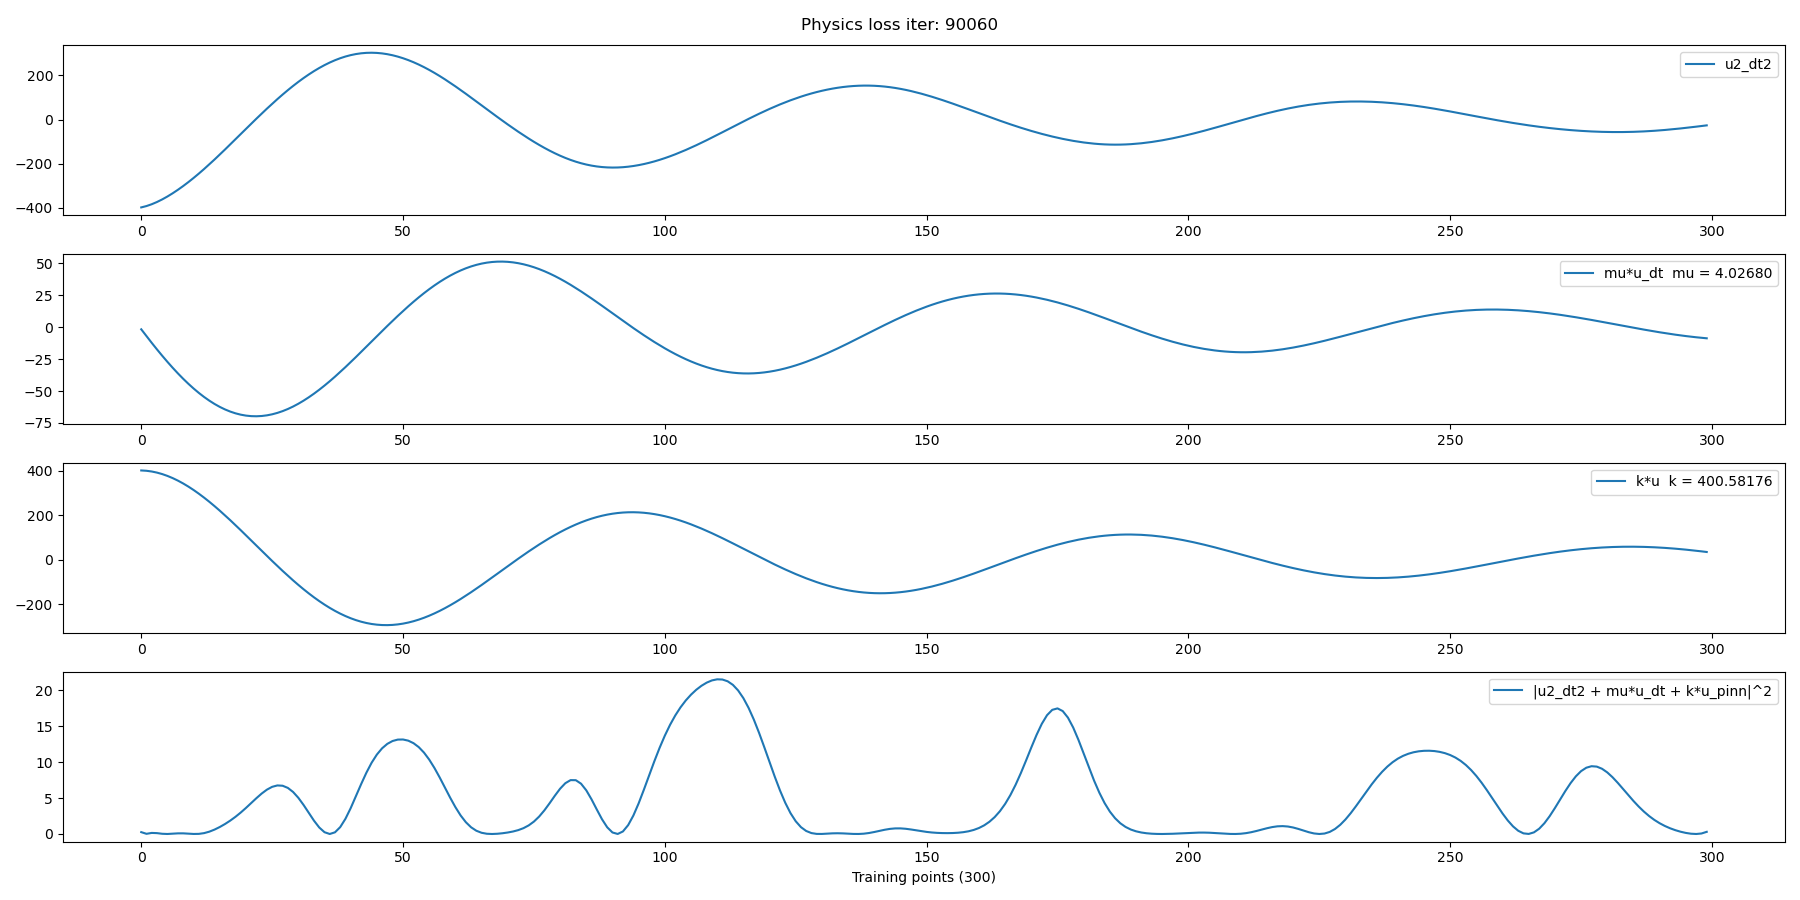 Physics loss iter: 90060
u2_dt2
200
0
−200
−400
0 50 100 150 200 250 300
mu*u_dt  mu = 4.02680
50
25
0
−25
−50
−75
0 50 100 150 200 250 300
k*u  k = 400.58176
400
200
0
−200
0 50 100 150 200 250 300
|u2_dt2 + mu*u_dt + k*u_pinn|^2
20
15
10
5
0
0 50 100 150 200 250 300
Training points (300)